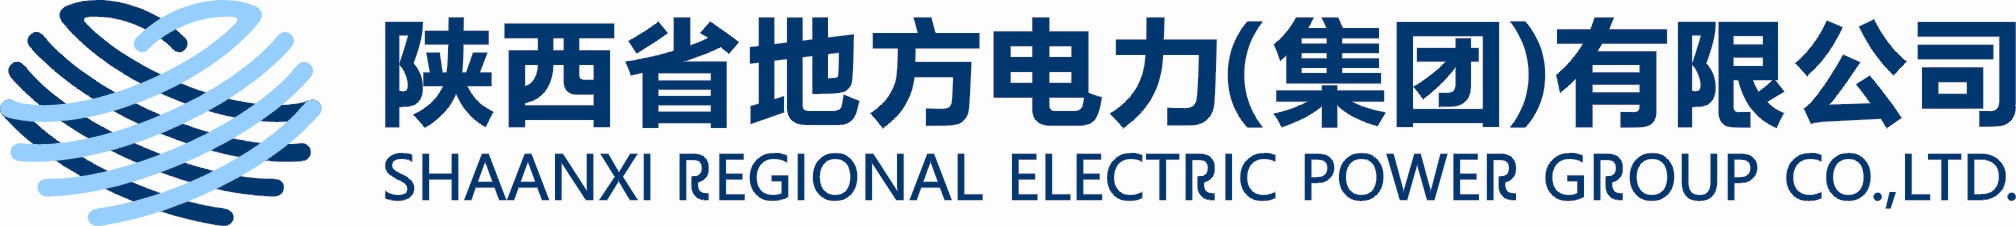 陕西省地方电力(集团)有限公司
SHAANXI REGIONAL ELECTRIC POWER GROUP CO.,LTD.